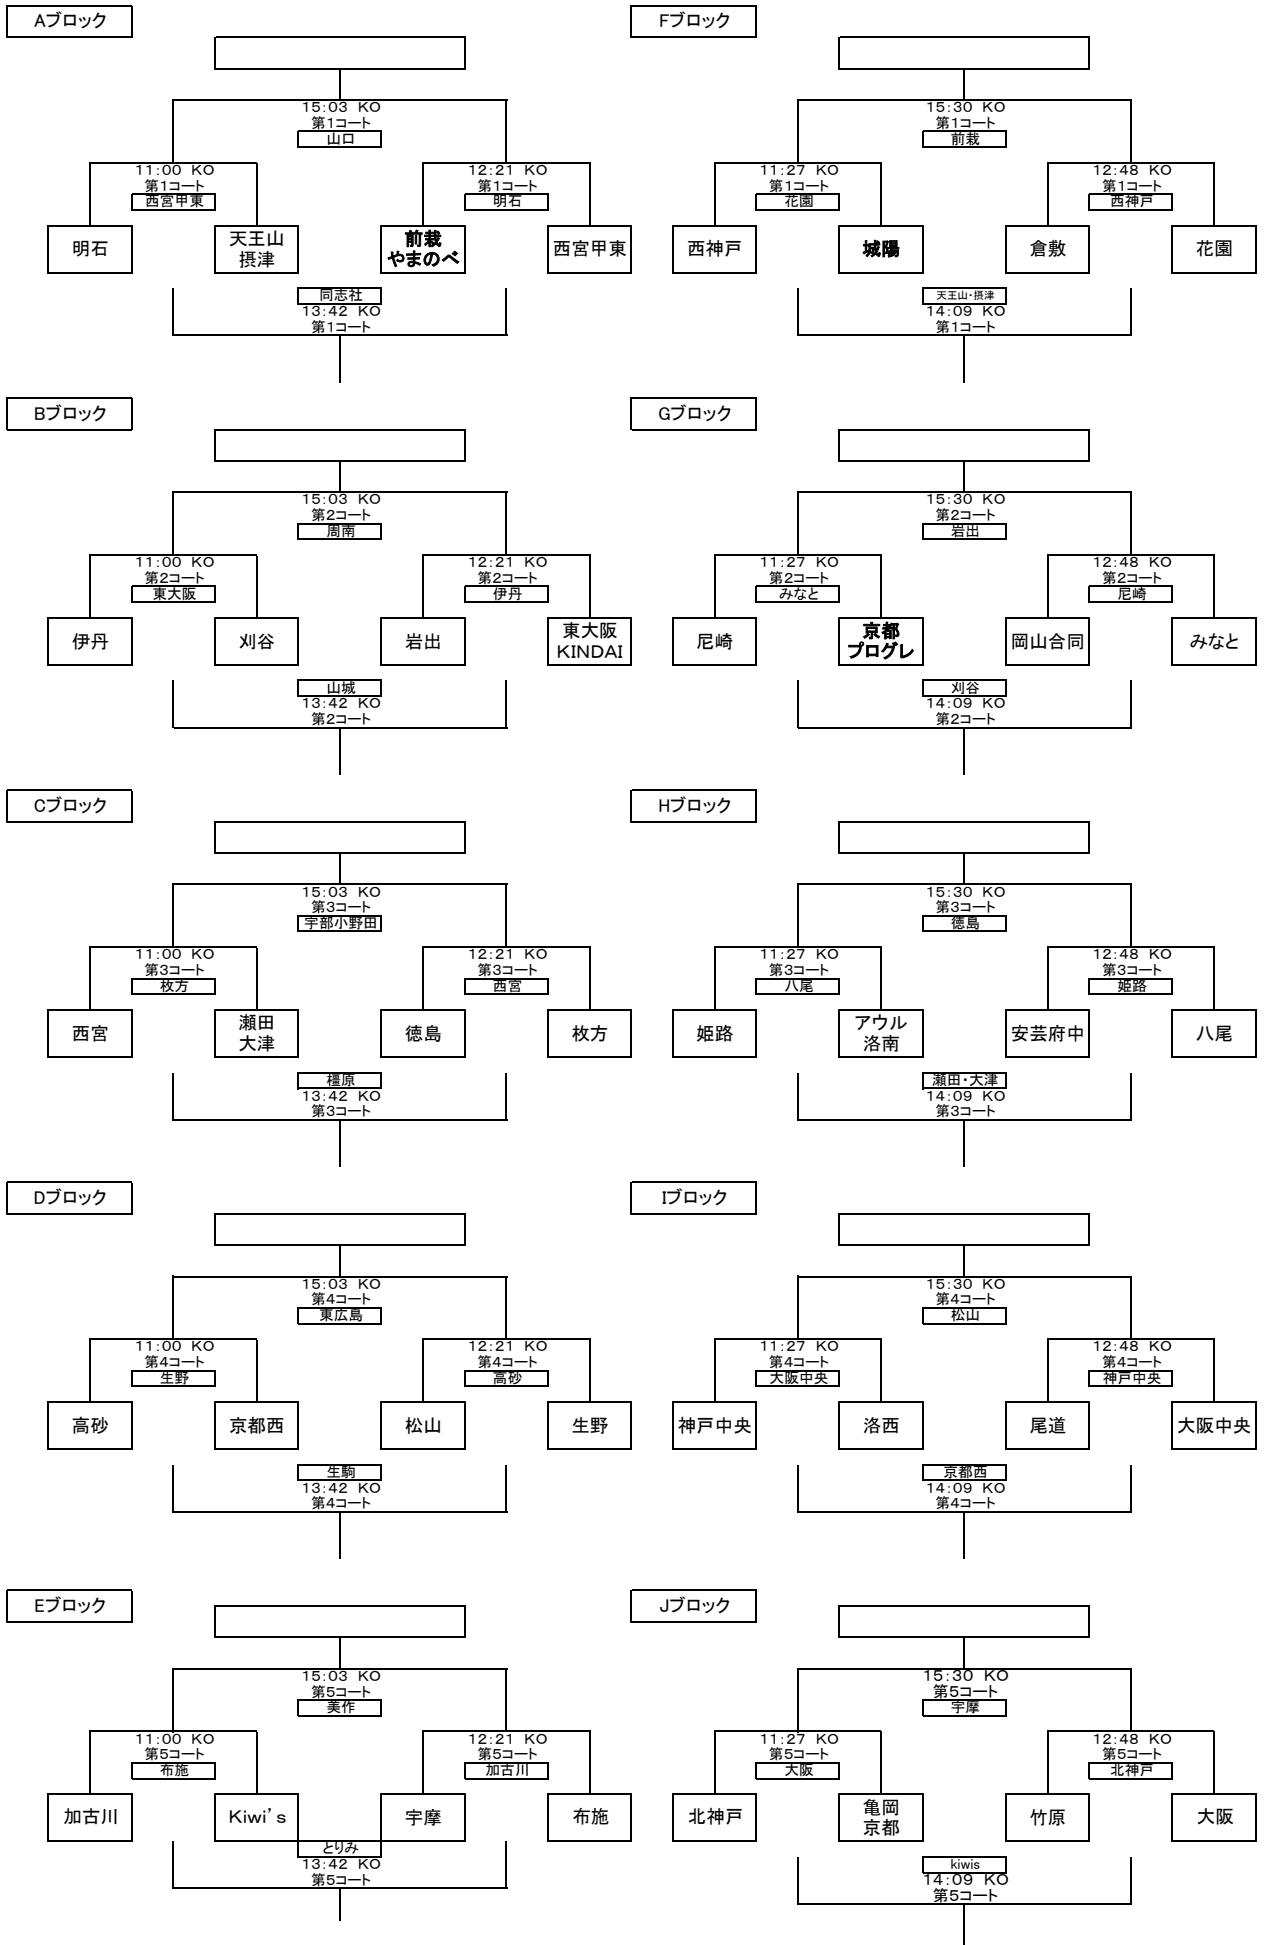 Aブロック
15:03 KO
第1コート
山口
11:00 KO
第1コート
西宮甲東
12:21 KO
第1コート
明石
明石
天王山
摂津
前栽
やまのべ
西宮甲東
同志社
13:42 KO
第1コート
Fブロック
15:30 KO
第1コート
前栽
11:27 KO
第1コート
花園
12:48 KO
第1コート
西神戸
西神戸
城陽
倉敷
花園
天王山・摂津
14:09 KO
第1コート
Bブロック
15:03 KO
第2コート
周南
11:00 KO
第2コート
東大阪
12:21 KO
第2コート
伊丹
伊丹
刈谷
岩出
東大阪
KINDAI
山城
13:42 KO
第2コート
Gブロック
15:30 KO
第2コート
岩出
11:27 KO
第2コート
みなと
12:48 KO
第2コート
尼崎
尼崎
京都
プログレ
岡山合同
みなと
刈谷
14:09 KO
第2コート
Cブロック
15:03 KO
第3コート
宇部小野田
11:00 KO
第3コート
枚方
12:21 KO
第3コート
西宮
西宮
瀬田
大津
徳島
枚方
橿原
13:42 KO
第3コート
Hブロック
15:30 KO
第3コート
徳島
11:27 KO
第3コート
八尾
12:48 KO
第3コート
姫路
姫路
アウル
洛南
安芸府中
八尾
瀬田・大津
14:09 KO
第3コート
Dブロック
15:03 KO
第4コート
東広島
11:00 KO
第4コート
生野
12:21 KO
第4コート
高砂
高砂
京都西
松山
生野
生駒
13:42 KO
第4コート
Iブロック
15:30 KO
第4コート
松山
11:27 KO
第4コート
大阪中央
12:48 KO
第4コート
神戸中央
神戸中央
洛西
尾道
大阪中央
京都西
14:09 KO
第4コート
Eブロック
15:03 KO
第5コート
美作
11:00 KO
第5コート
布施
12:21 KO
第5コート
加古川
加古川
Kiwi's
宇摩
布施
とりみ
13:42 KO
第5コート
Jブロック
15:30 KO
第5コート
宇摩
11:27 KO
第5コート
大阪
12:48 KO
第5コート
北神戸
北神戸
亀岡
京都
竹原
大阪
kiwis
14:09 KO
第5コート